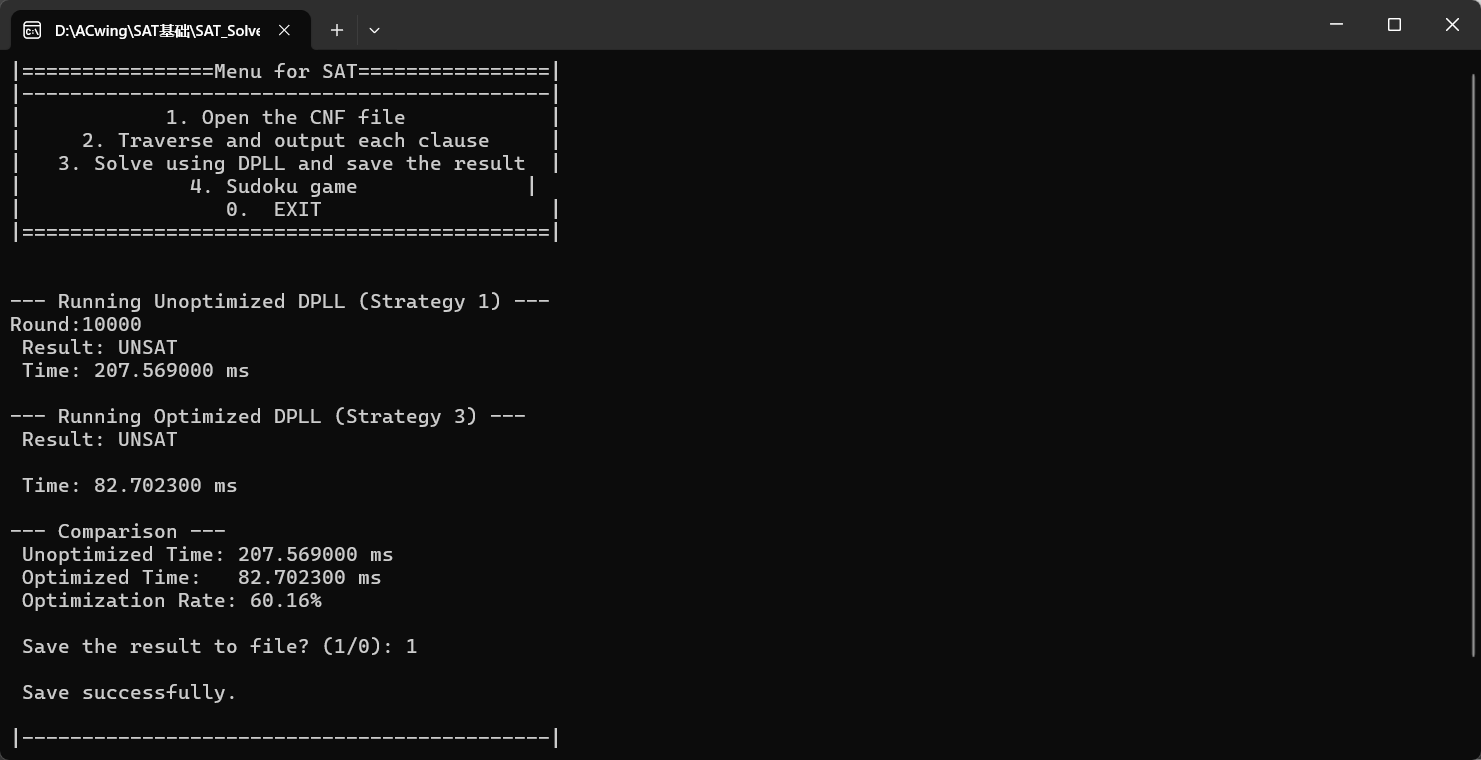 D:\ACwing\SAT基础\SAT_Solve
|================Menu for SAT================|
|--------------------------------------------|
|            1. Open the CNF file            |
|     2. Traverse and output each clause     |
|   3. Solve using DPLL and save the result  |
|              4. Sudoku game              |
|                 0.  EXIT                   |
|============================================|
--- Running Unoptimized DPLL (Strategy 1) ---
Round:10000
Result: UNSAT
Time: 207.569000 ms
--- Running Optimized DPLL (Strategy 3) ---
Result: UNSAT
Time: 82.702300 ms
--- Comparison ---
Unoptimized Time: 207.569000 ms
Optimized Time:   82.702300 ms
Optimization Rate: 60.16%
Save the result to file? (1/0): 1
Save successfully.
|--------------------------------------------|